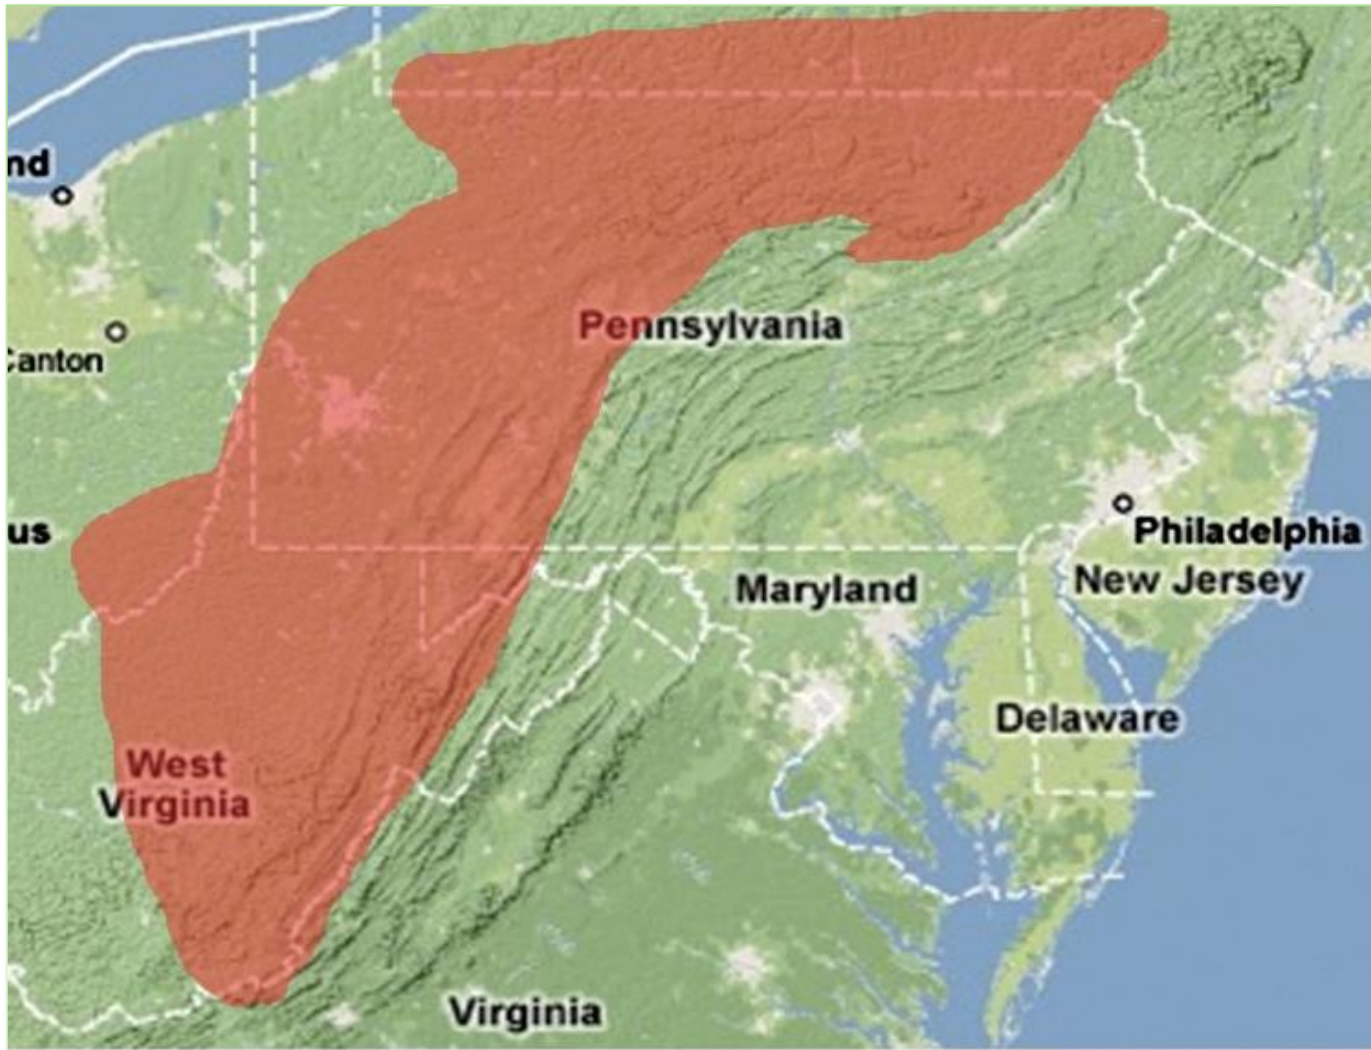 nd
Canton
Pennsylvania
us
Philadelphia
New Jersey
Maryland
Delaware
West
Virginia
Virginia